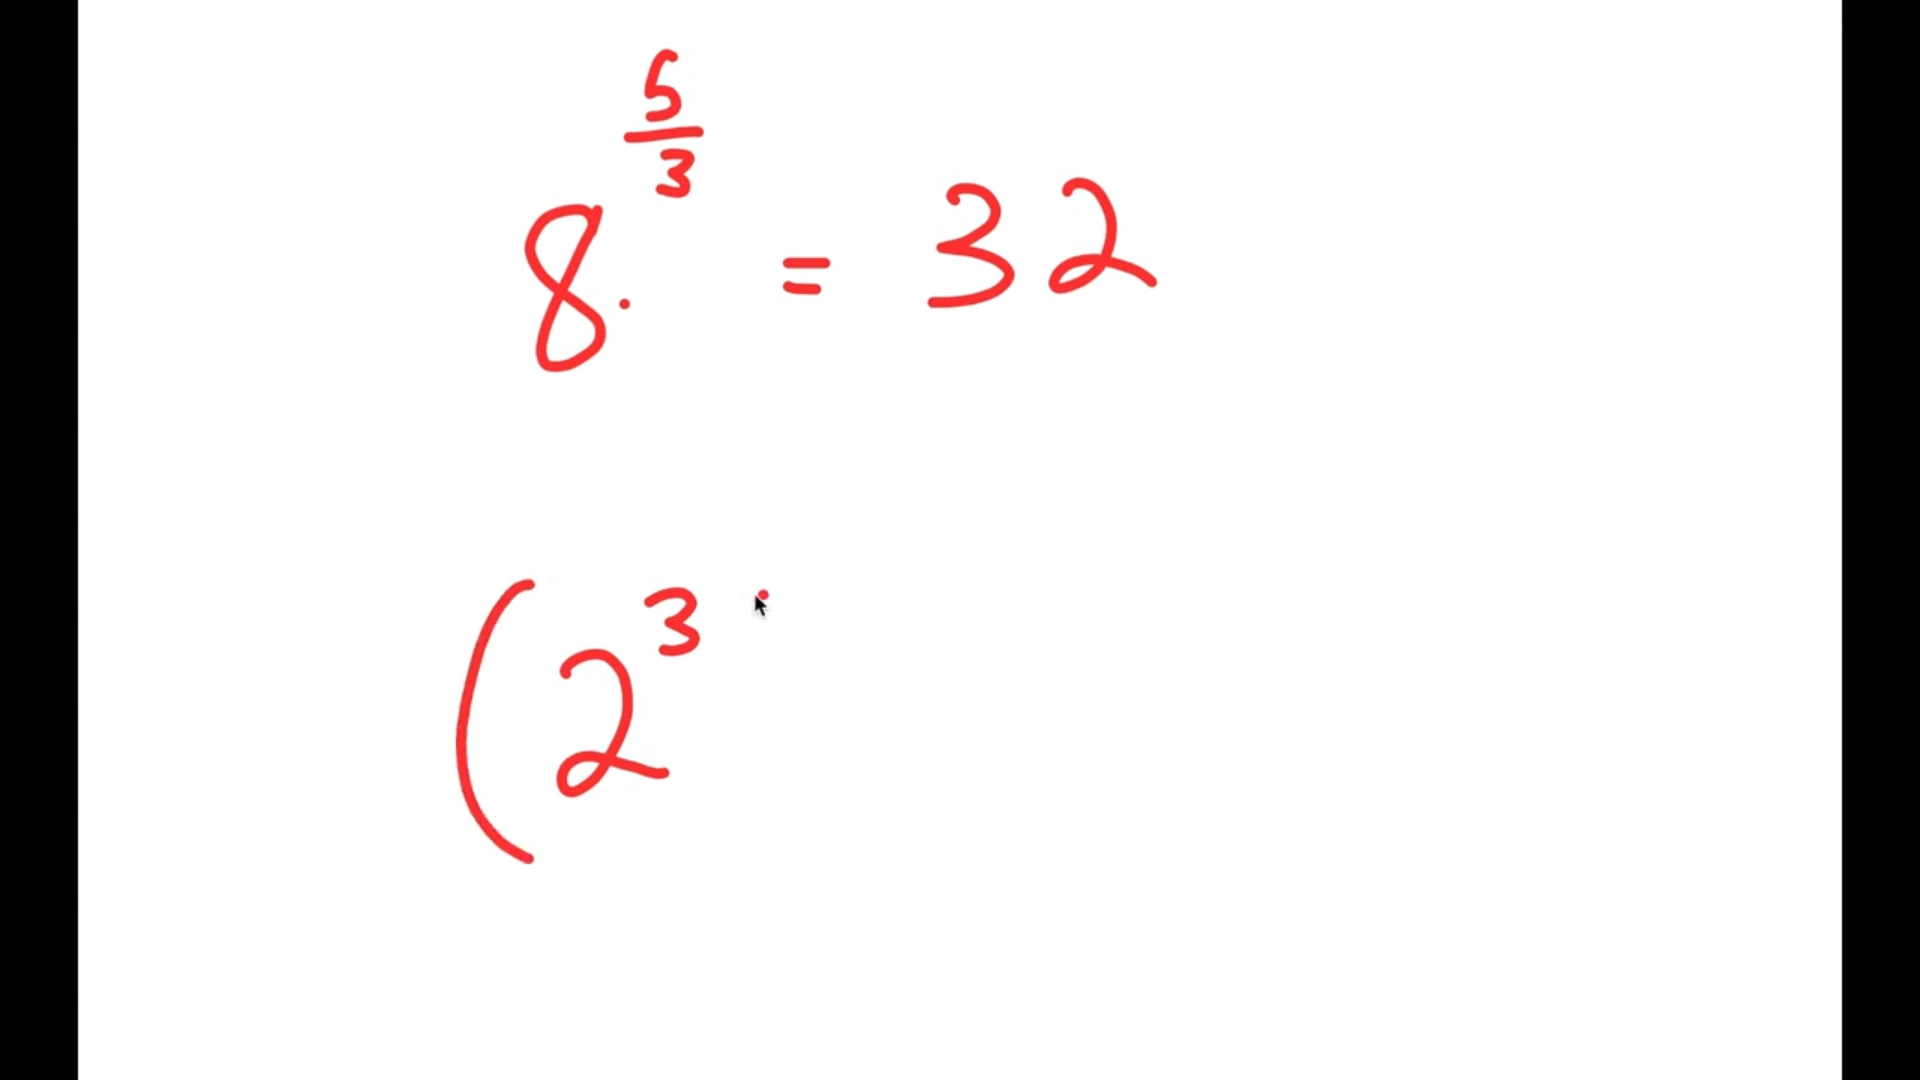 8^{5/3} = 32
(2^3